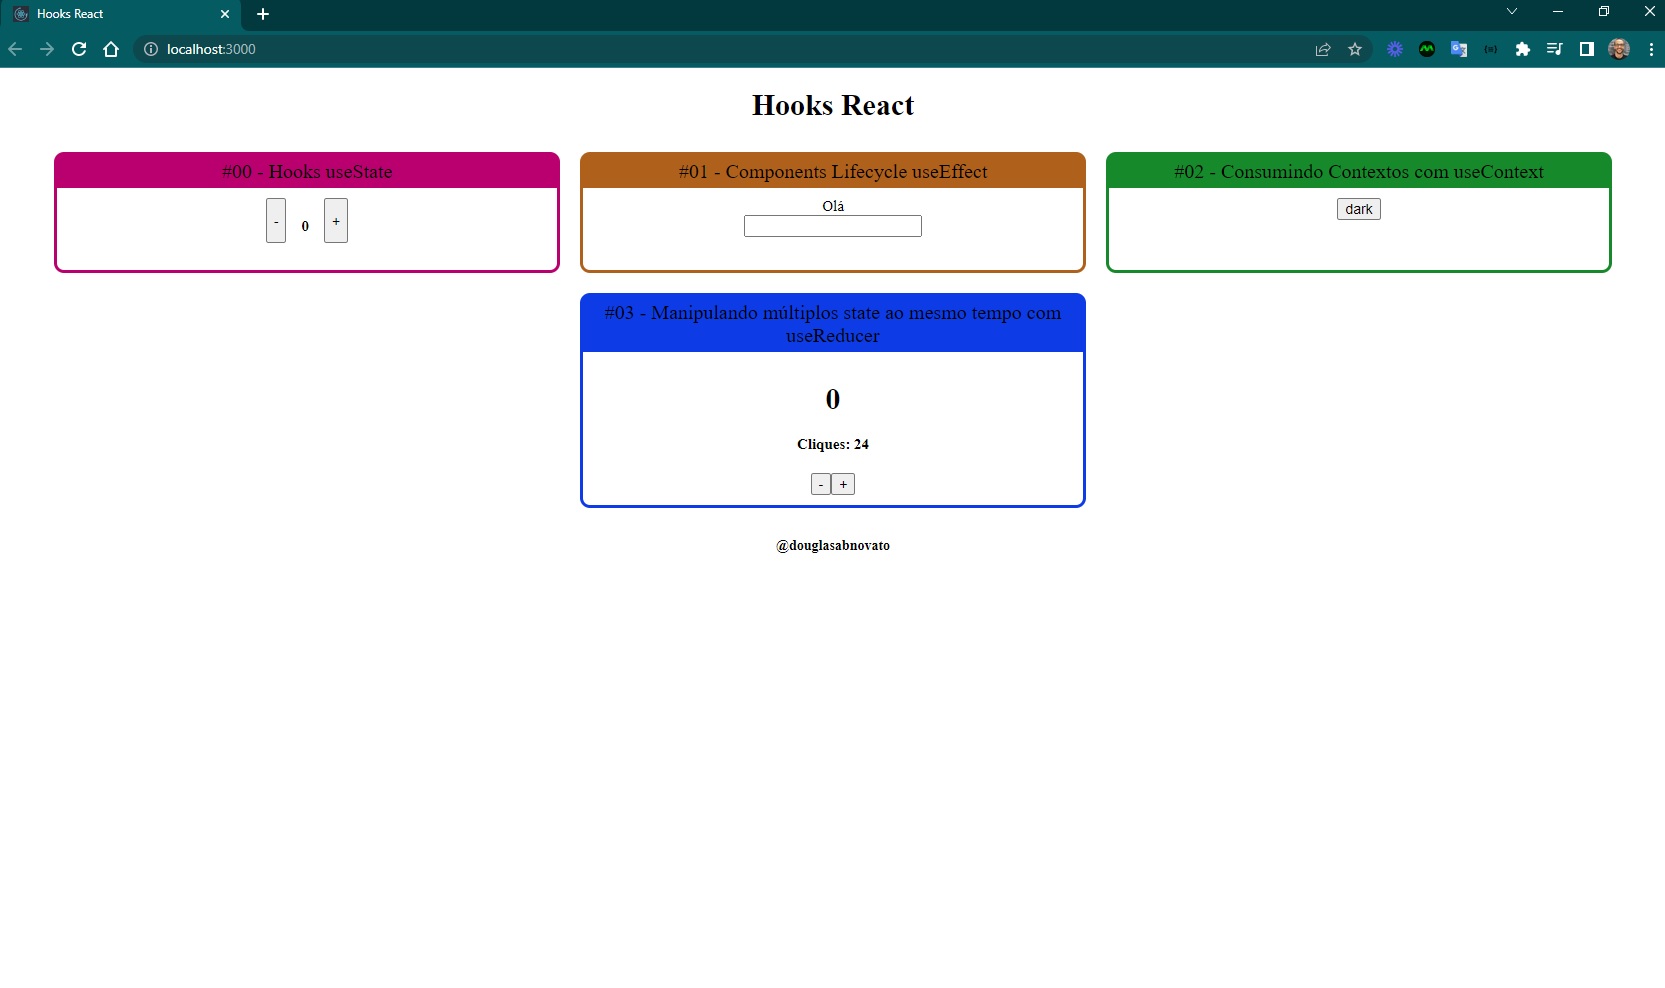 Hooks React
localhost:3000
Hooks React
#00 - Hooks useState
- 0 +
#01 - Components Lifecycle useEffect
Olá
#02 - Consumindo Contextos com useContext
dark
#03 - Manipulando múltiplos state ao mesmo tempo com
useReducer
0
Cliques: 24
- +
@douglasabnovato